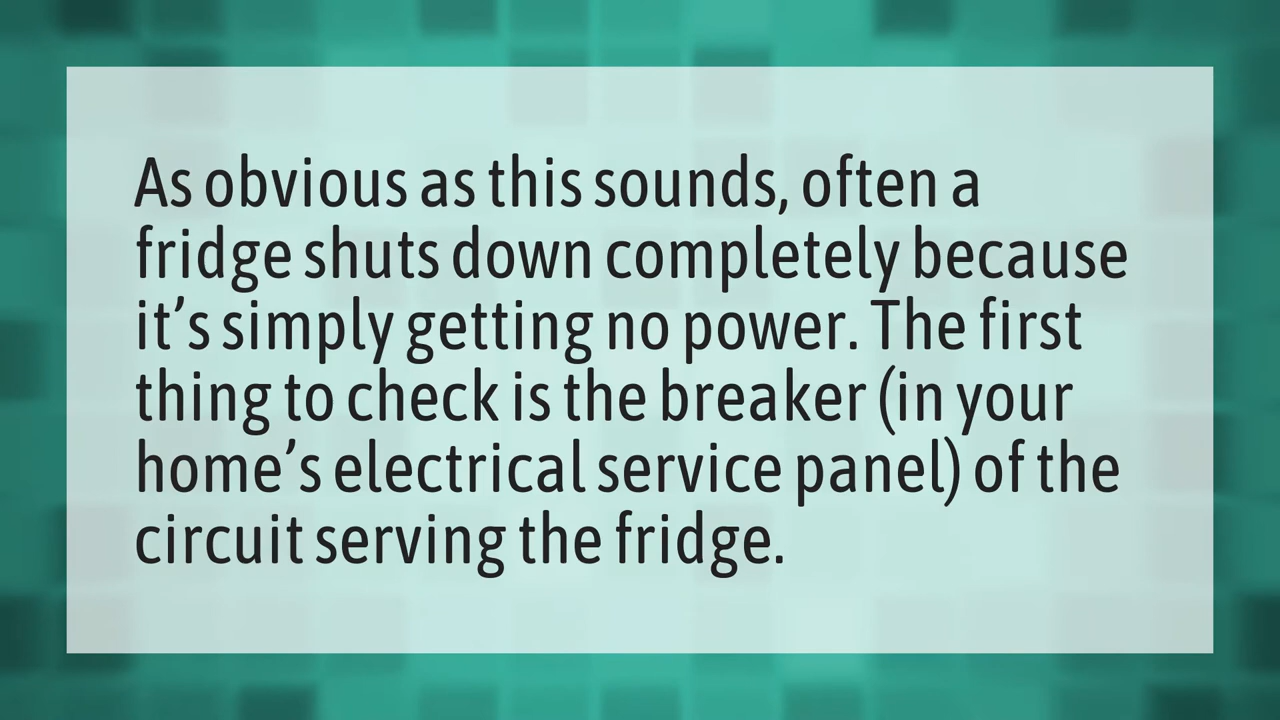 As obvious as this sounds, often a
fridge shuts down completely because
it’s simply getting no power. The first
thing to check is the breaker (in your
home’s electrical service panel) of the
circuit serving the fridge.